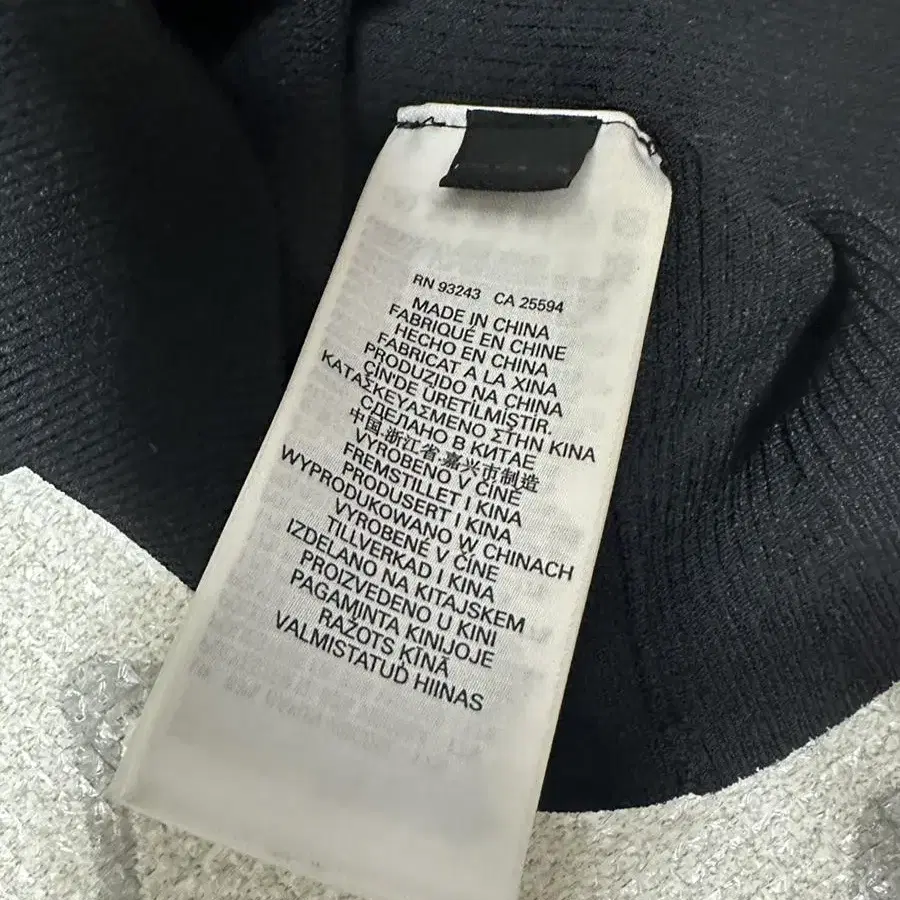 RN 93243 CA 25594
MADE IN CHINA
FABRIQUÉ EN CHINE
HECHO EN CHINA
FABRICAT A LA XINA
PRODUZIDO NA CHINA
ÇİN'DE ÜRETİLMİŞTİR.
ΚΑΤΑΣΚΕΥΑΣΜΕΝΟ ΣΤΗΝ ΚΙΝΑ
СДЕЛАНО В КИТАЕ
中国.浙江省.嘉兴市制造
VYROBENO V ČÍNĚ
FREMSTILLET I KINA
PRODUSERT I KINA
WYPRODUKOWANO W CHINACH
VYROBENÉ V ČÍNE
TILLVERKAD I KINA
IZDELANO NA KITAJSKEM
PROIZVEDENO U KINI
PAGAMINTA KINIJOJE
RAŽOTS ĶĪNĀ
VALMISTATUD HIINAS